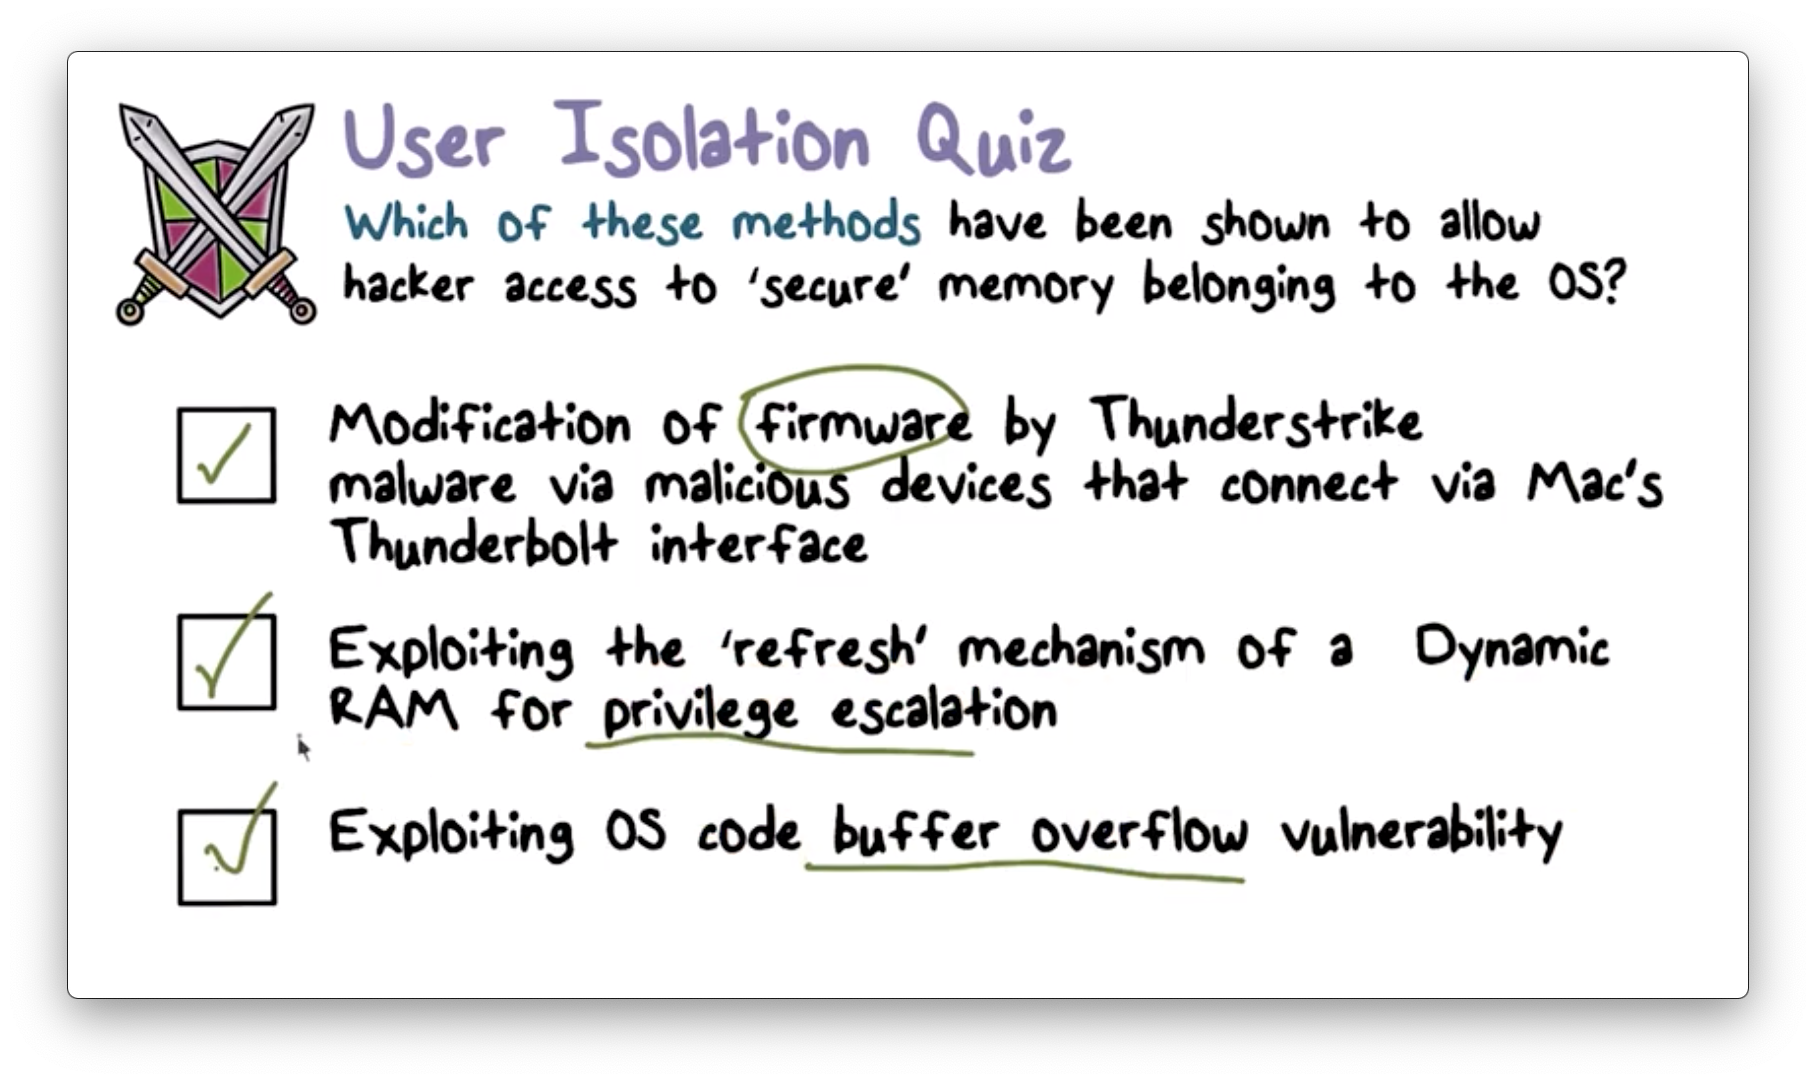 User Isolation Quiz
Which of these methods have been shown to allow
hacker access to 'secure' memory belonging to the OS?
Modification of firmware by Thunderstrike
malware via malicious devices that connect via Mac's
Thunderbolt interface
Exploiting the 'refresh' mechanism of a Dynamic
RAM for privilege escalation
Exploiting OS code buffer overflow vulnerability